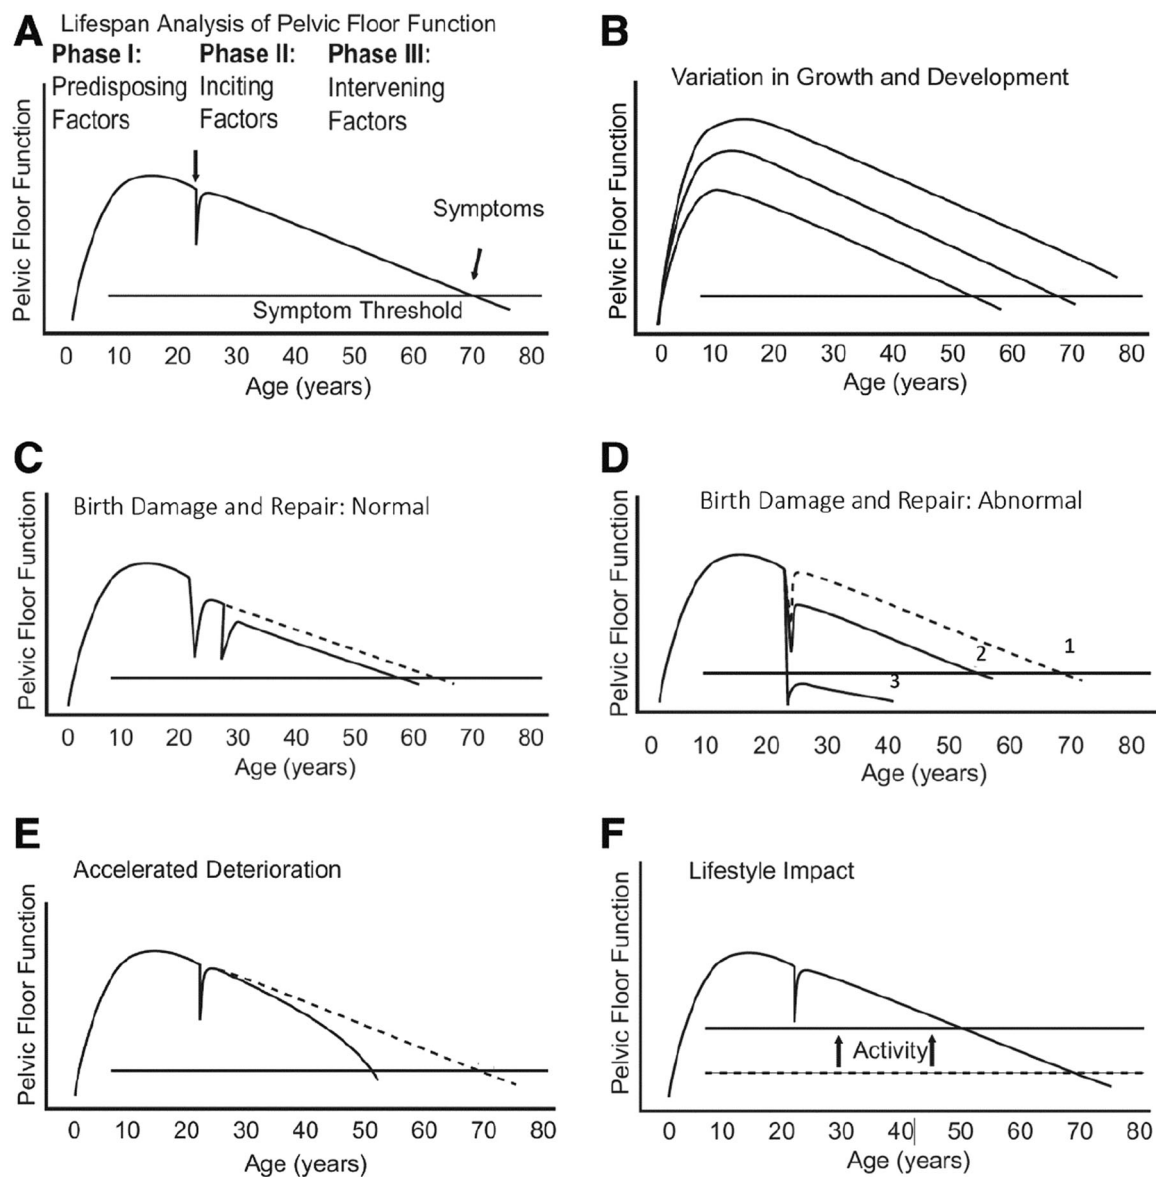 A
Lifespan Analysis of Pelvic Floor Function
Phase I: Phase II: Phase III:
Predisposing Inciting Intervening
Factors Factors Factors
Pelvic Floor Function
Symptoms
Symptom Threshold
0 10 20 30 40 50 60 70 80
Age (years)
B
Variation in Growth and Development
Pelvic Floor Function
0 10 20 30 40 50 60 70 80
Age (years)
C
Birth Damage and Repair: Normal
Pelvic Floor Function
0 10 20 30 40 50 60 70 80
Age (years)
D
Birth Damage and Repair: Abnormal
Pelvic Floor Function
1
2
3
0 10 20 30 40 50 60 70 80
Age (years)
E
Accelerated Deterioration
Pelvic Floor Function
0 10 20 30 40 50 60 70 80
Age (years)
F
Lifestyle Impact
Pelvic Floor Function
Activity
0 10 20 30 40 50 60 70 80
Age (years)